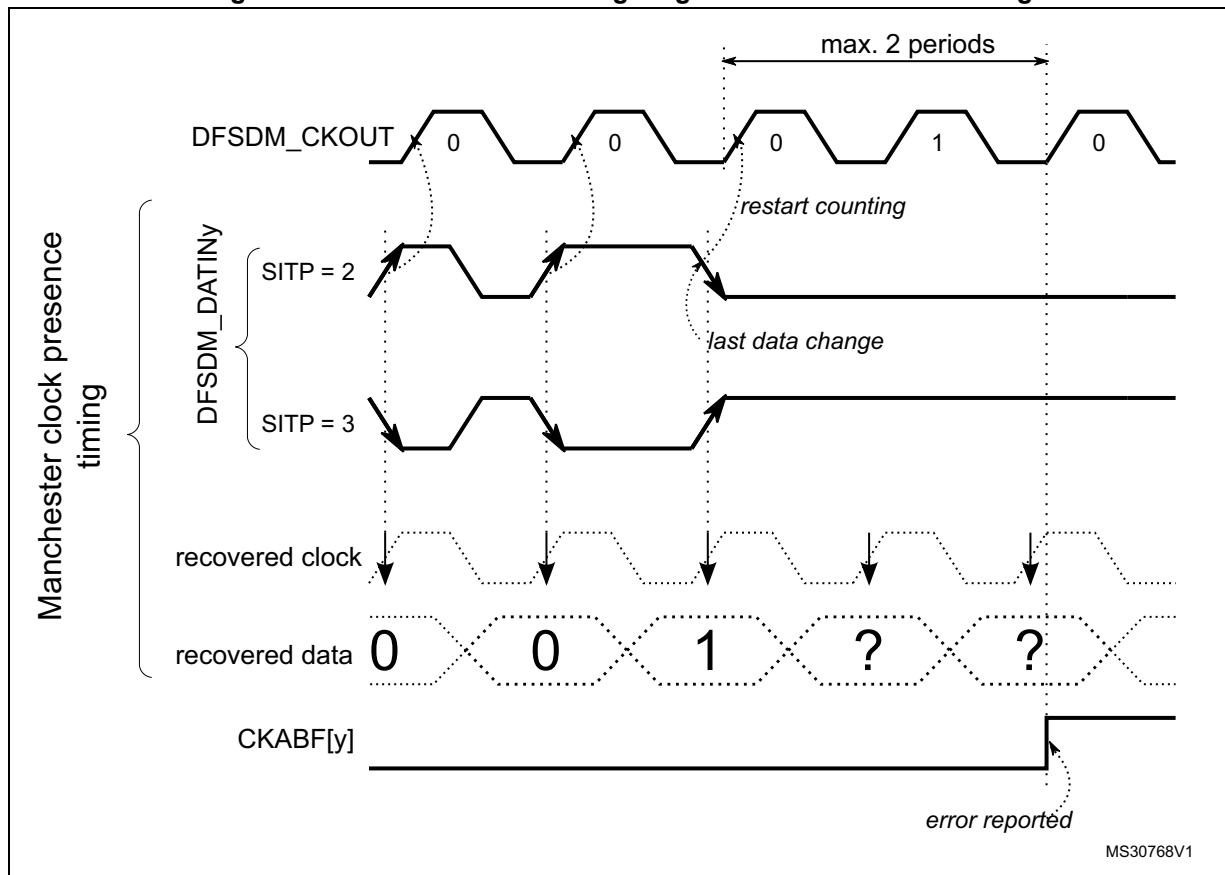 max. 2 periods
DFSDM_CKOUT
0 0 0 1 0
restart counting
Manchester clock presence
timing
DFSDM_DATINy
SITP = 2
last data change
SITP = 3
recovered clock
recovered data
0 0 1 ? ?
CKABF[y]
error reported
MS30768V1